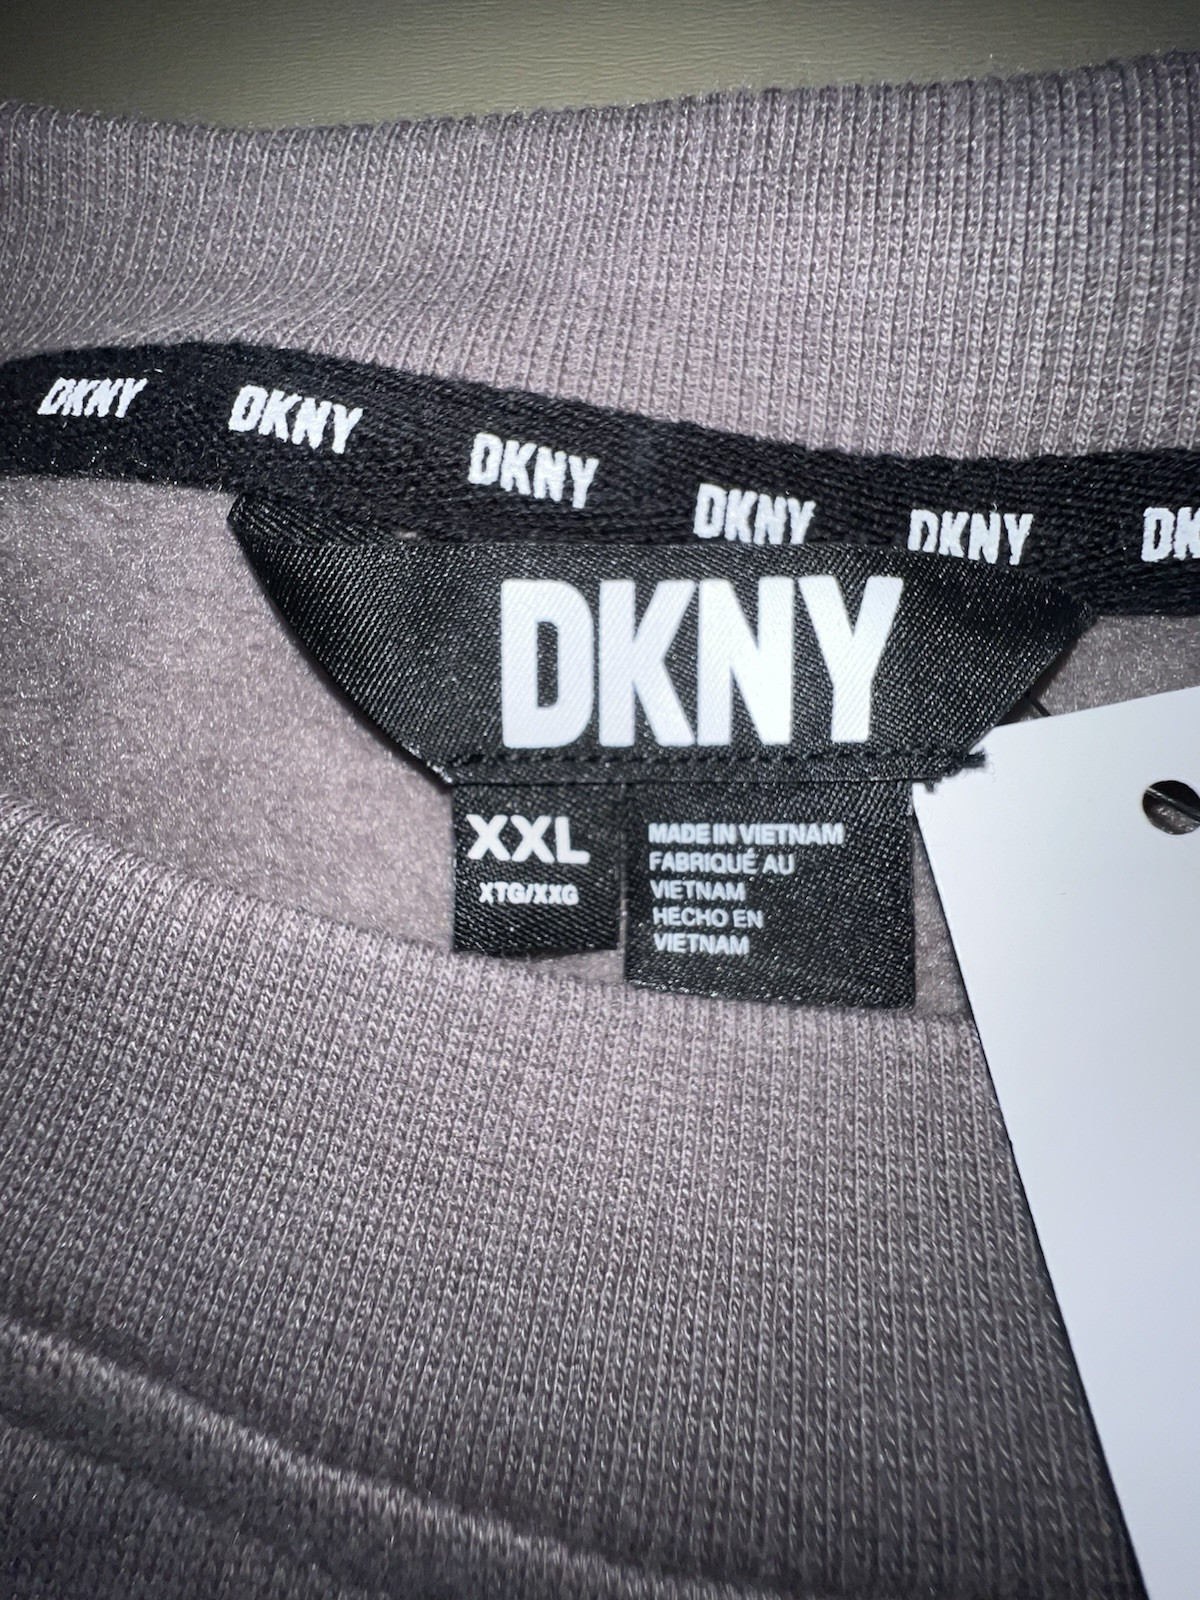 DKNY
DKNY
DKNY
DKNY
DKNY
DKNY
XXL
XTG/XXG
MADE IN VIETNAM
FABRIQUÉ AU
VIETNAM
HECHO EN
VIETNAM